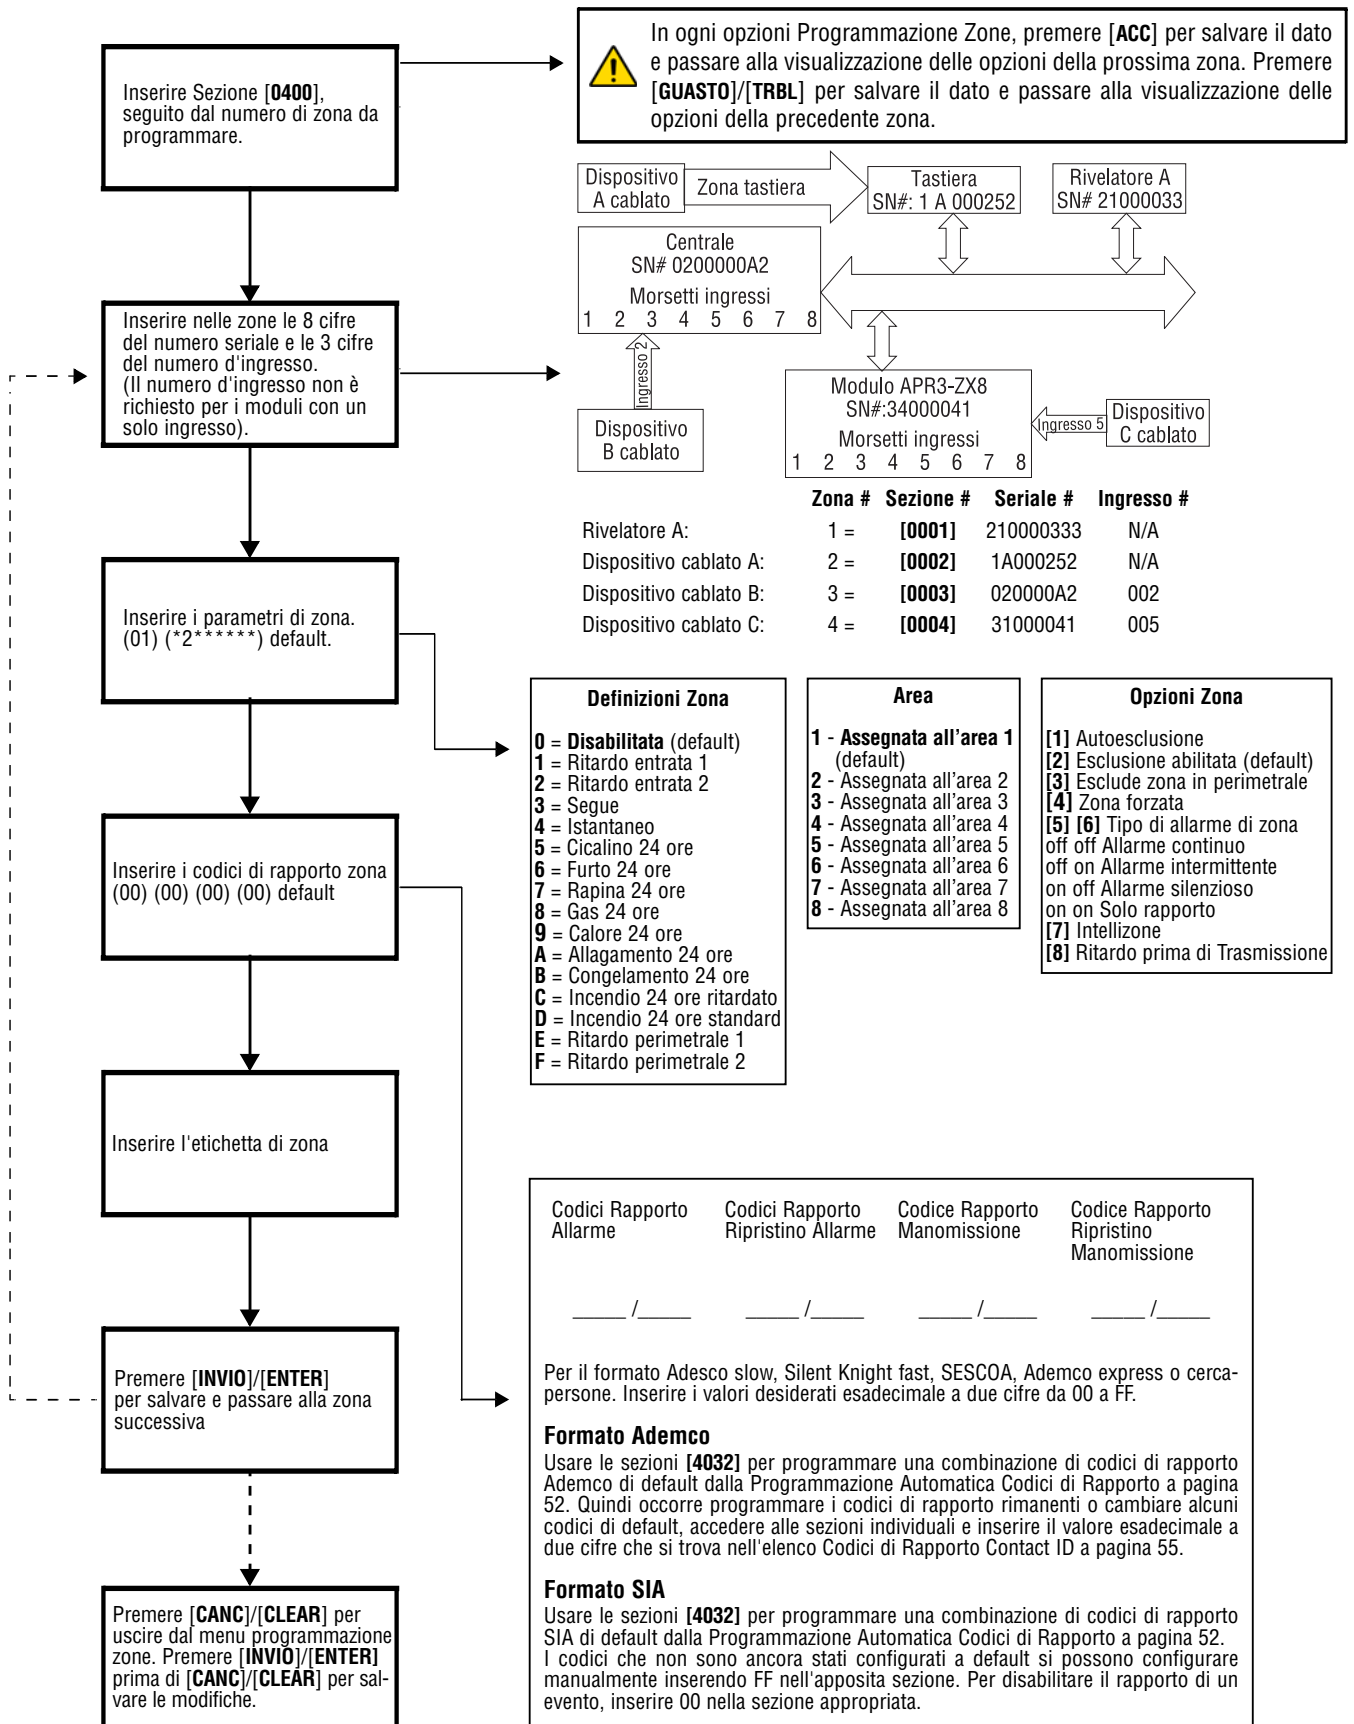 Inserire Sezione [0400],
seguito dal numero di zona da
programmare.
In ogni opzioni Programmazione Zone, premere [ACC] per salvare il dato
e passare alla visualizzazione delle opzioni della prossima zona. Premere
[GUASTO]/[TRBL] per salvare il dato e passare alla visualizzazione delle
opzioni della precedente zona.
Dispositivo
A cablato
Zona tastiera
Tastiera
SN#: 1 A 000252
Rivelatore A
SN# 21000033
Centrale
SN# 0200000A2
Morsetti ingressi
1 2 3 4 5 6 7 8
Ingresso 2
Dispositivo
B cablato
Modulo APR3-ZX8
SN#:34000041
Morsetti ingressi
1 2 3 4 5 6 7 8
Ingresso 5
Dispositivo
C cablato
Inserire nelle zone le 8 cifre
del numero seriale e le 3 cifre
del numero d'ingresso.
(Il numero d'ingresso non è
richiesto per i moduli con un
solo ingresso).
Zona # Sezione # Seriale # Ingresso #
Rivelatore A: 1 = [0001] 210000333 N/A
Dispositivo cablato A: 2 = [0002] 1A000252 N/A
Dispositivo cablato B: 3 = [0003] 020000A2 002
Dispositivo cablato C: 4 = [0004] 31000041 005
Inserire i parametri di zona.
(01) (*2******) default.
Definizioni Zona
0 = Disabilitata (default)
1 = Ritardo entrata 1
2 = Ritardo entrata 2
3 = Segue
4 = Istantaneo
5 = Cicalino 24 ore
6 = Furto 24 ore
7 = Rapina 24 ore
8 = Gas 24 ore
9 = Calore 24 ore
A = Allagamento 24 ore
B = Congelamento 24 ore
C = Incendio 24 ore ritardato
D = Incendio 24 ore standard
E = Ritardo perimetrale 1
F = Ritardo perimetrale 2
Area
1 - Assegnata all'area 1
(default)
2 - Assegnata all'area 2
3 - Assegnata all'area 3
4 - Assegnata all'area 4
5 - Assegnata all'area 5
6 - Assegnata all'area 6
7 - Assegnata all'area 7
8 - Assegnata all'area 8
Opzioni Zona
[1] Autoesclusione
[2] Esclusione abilitata (default)
[3] Esclude zona in perimetrale
[4] Zona forzata
[5] [6] Tipo di allarme di zona
off off Allarme continuo
off on Allarme intermittente
on off Allarme silenzioso
on on Solo rapporto
[7] Intellizone
[8] Ritardo prima di Trasmissione
Inserire i codici di rapporto zona
(00) (00) (00) (00) default
Inserire l'etichetta di zona
Premere [INVIO]/[ENTER]
per salvare e passare alla zona
successiva
Premere [CANC]/[CLEAR] per
uscire dal menu programmazione
zone. Premere [INVIO]/[ENTER]
prima di [CANC]/[CLEAR] per sal-
vare le modifiche.
Codici Rapporto
Allarme
Codici Rapporto
Ripristino Allarme
Codice Rapporto
Manomissione
Codice Rapporto
Ripristino
Manomissione
_____ /_____ _____ /_____ _____ /_____ _____ /_____
Per il formato Adesco slow, Silent Knight fast, SESCOA, Ademco express o cerca-
persone. Inserire i valori desiderati esadecimale a due cifre da 00 a FF.
Formato Ademco
Usare le sezioni [4032] per programmare una combinazione di codici di rapporto
Ademco di default dalla Programmazione Automatica Codici di Rapporto a pagina
52. Quindi occorre programmare i codici di rapporto rimanenti o cambiare alcuni
codici di default, accedere alle sezioni individuali e inserire il valore esadecimale a
due cifre che si trova nell'elenco Codici di Rapporto Contact ID a pagina 55.
Formato SIA
Usare le sezioni [4032] per programmare una combinazione di codici di rapporto
SIA di default dalla Programmazione Automatica Codici di Rapporto a pagina 52.
I codici che non sono ancora stati configurati a default si possono configurare
manualmente inserendo FF nell'apposita sezione. Per disabilitare il rapporto di un
evento, inserire 00 nella sezione appropriata.